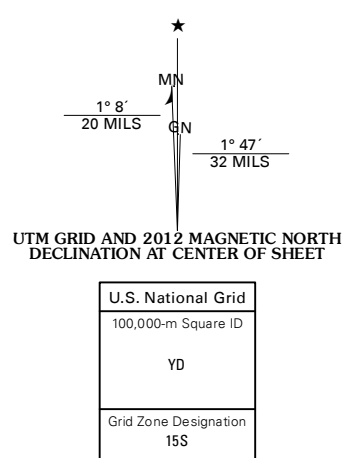 ★
MN
1° 8´
20 MILS
GN
1° 47´
32 MILS
UTM GRID AND 2012 MAGNETIC NORTH
DECLINATION AT CENTER OF SHEET
U.S. National Grid
100,000-m Square ID
YD
Grid Zone Designation
15S